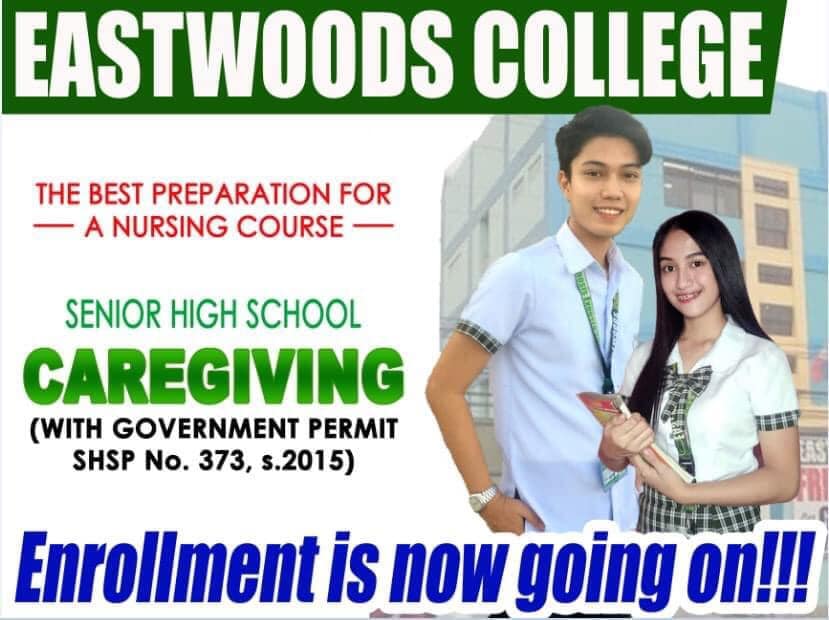 EASTWOODS COLLEGE
THE BEST PREPARATION FOR
A NURSING COURSE
SENIOR HIGH SCHOOL
CAREGIVING
(WITH GOVERNMENT PERMIT
SHSP No. 373, s.2015)
Enrollment is now going on!!!